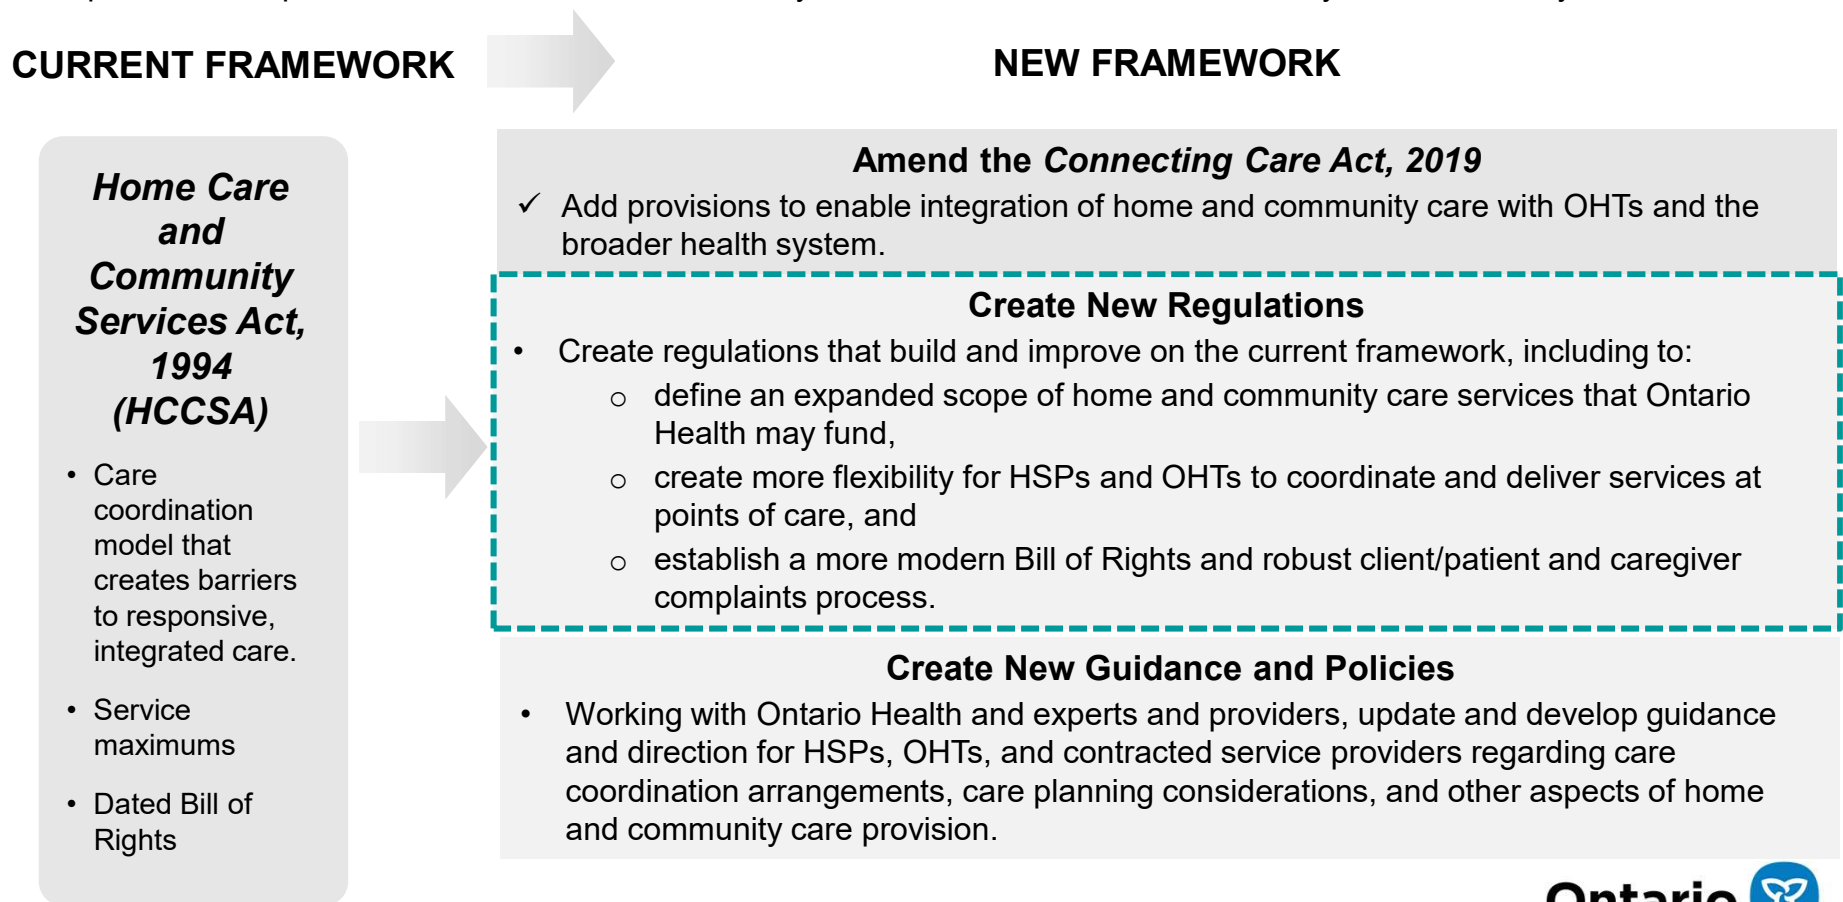 CURRENT FRAMEWORK
NEW FRAMEWORK
Home Care
and
Community
Services Act,
1994
(HCCSA)
• Care
coordination
model that
creates barriers
to responsive,
integrated care.
• Service
maximums
• Dated Bill of
Rights
Amend the Connecting Care Act, 2019
✓ Add provisions to enable integration of home and community care with OHTs and the
broader health system.
Create New Regulations
• Create regulations that build and improve on the current framework, including to:
o define an expanded scope of home and community care services that Ontario
Health may fund,
o create more flexibility for HSPs and OHTs to coordinate and deliver services at
points of care, and
o establish a more modern Bill of Rights and robust client/patient and caregiver
complaints process.
Create New Guidance and Policies
• Working with Ontario Health and experts and providers, update and develop guidance
and direction for HSPs, OHTs, and contracted service providers regarding care
coordination arrangements, care planning considerations, and other aspects of home
and community care provision.
Ontario